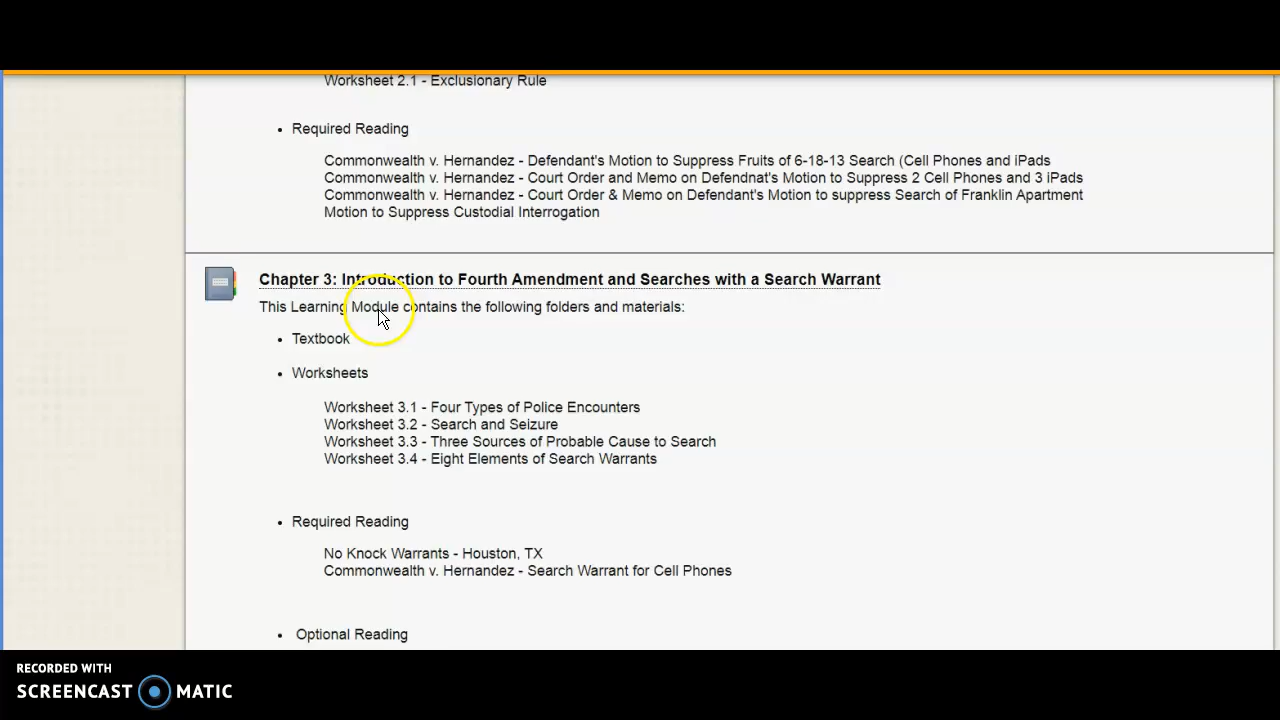 Worksheet 2.1 - Exclusionary Rule
• Required Reading
Commonwealth v. Hernandez - Defendant's Motion to Suppress Fruits of 6-18-13 Search (Cell Phones and iPads
Commonwealth v. Hernandez - Court Order and Memo on Defendnat's Motion to Suppress 2 Cell Phones and 3 iPads
Commonwealth v. Hernandez - Court Order & Memo on Defendant's Motion to suppress Search of Franklin Apartment
Motion to Suppress Custodial Interrogation
Chapter 3: Introduction to Fourth Amendment and Searches with a Search Warrant
This Learning Module contains the following folders and materials:
• Textbook
• Worksheets
Worksheet 3.1 - Four Types of Police Encounters
Worksheet 3.2 - Search and Seizure
Worksheet 3.3 - Three Sources of Probable Cause to Search
Worksheet 3.4 - Eight Elements of Search Warrants
• Required Reading
No Knock Warrants - Houston, TX
Commonwealth v. Hernandez - Search Warrant for Cell Phones
• Optional Reading
RECORDED WITH
SCREENCAST MATIC